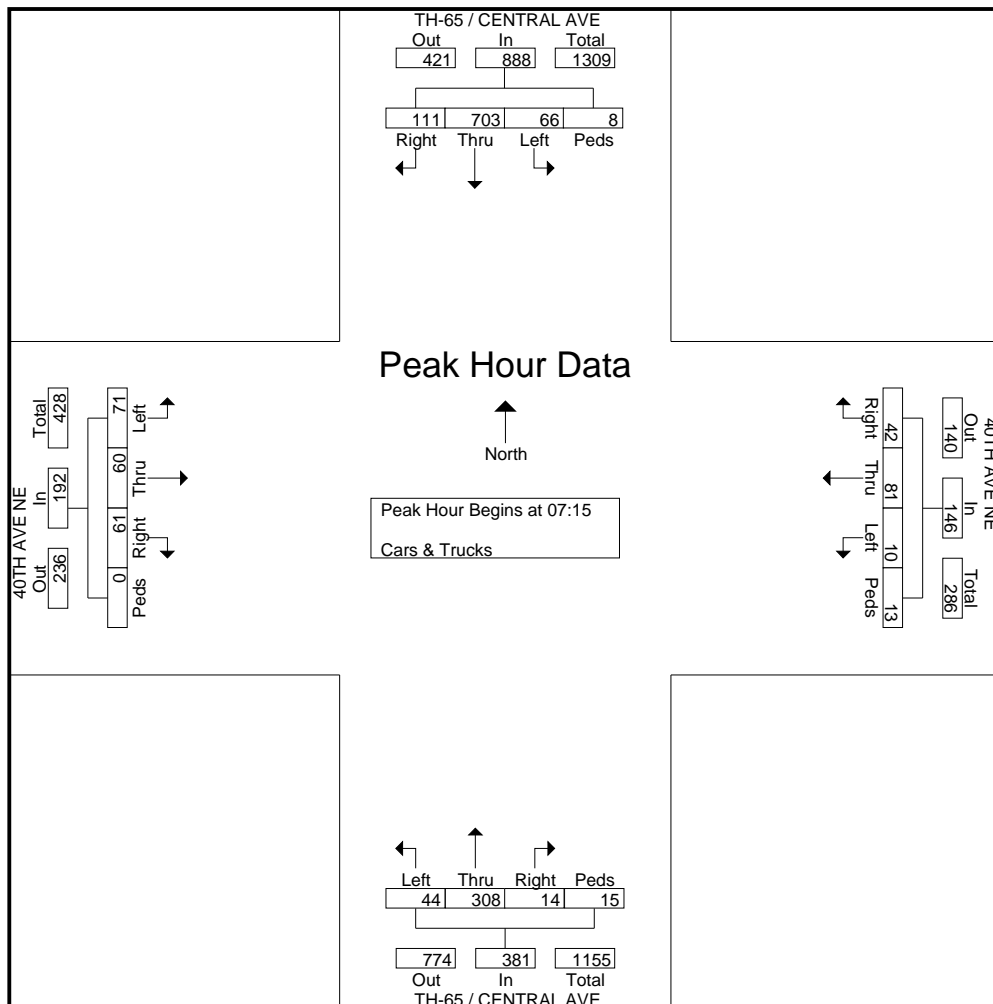 TH-65 / CENTRAL AVE
Out In Total
421 888 1309
111 703 66 8
Right Thru Left Peds
Peak Hour Data
North
Peak Hour Begins at 07:15
Cars & Trucks
40TH AVE NE
Out In Total
236 192 428
71 60 61 0
Left Thru Right Peds
40TH AVE NE
Out In Total
140 146 286
42 81 10 13
Right Thru Left Peds
Left Thru Right Peds
44 308 14 15
774 381 1155
Out In Total
TH-65 / CENTRAL AVE